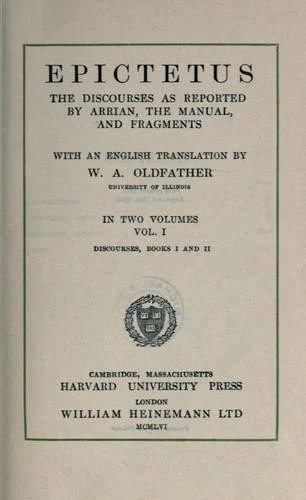 EPICTETUS
THE DISCOURSES AS REPORTED
BY ARRIAN, THE MANUAL,
AND FRAGMENTS
WITH AN ENGLISH TRANSLATION BY
W. A. OLDFATHER
UNIVERSITY OF ILLINOIS
IN TWO VOLUMES
VOL. I
DISCOURSES, BOOKS I AND II
CAMBRIDGE, MASSACHUSETTS
HARVARD UNIVERSITY PRESS
LONDON
WILLIAM HEINEMANN LTD
MCMLVI